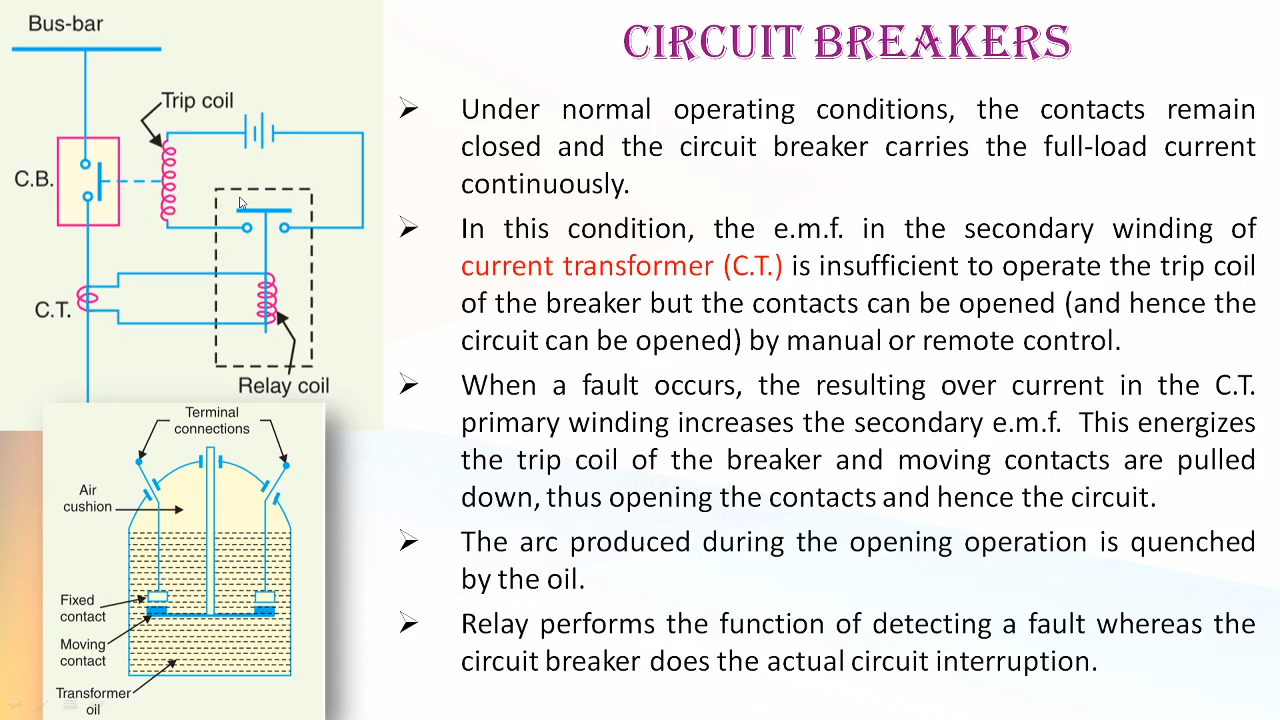 Bus-bar
Trip coil
C.B.
C.T.
Relay coil
Terminal
connections
Air
cushion
Fixed
contact
Moving
contact
Transformer
oil
CIRCUIT BREAKERS
➢ Under normal operating conditions, the contacts remain
closed and the circuit breaker carries the full-load current
continuously.
➢ In this condition, the e.m.f. in the secondary winding of
current transformer (C.T.) is insufficient to operate the trip coil
of the breaker but the contacts can be opened (and hence the
circuit can be opened) by manual or remote control.
➢ When a fault occurs, the resulting over current in the C.T.
primary winding increases the secondary e.m.f. This energizes
the trip coil of the breaker and moving contacts are pulled
down, thus opening the contacts and hence the circuit.
➢ The arc produced during the opening operation is quenched
by the oil.
➢ Relay performs the function of detecting a fault whereas the
circuit breaker does the actual circuit interruption.